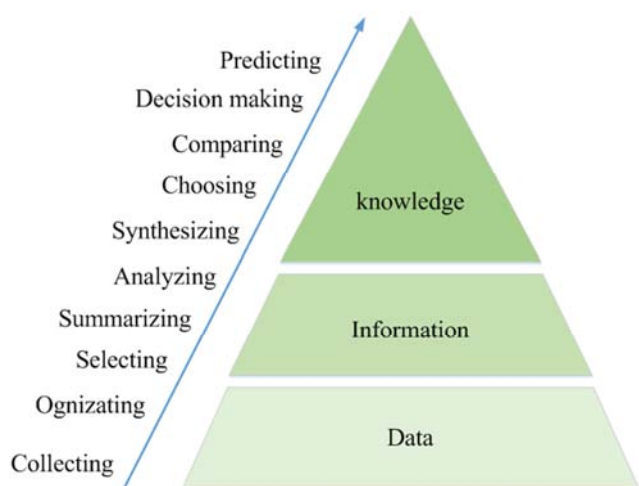 Predicting
Decision making
Comparing
Choosing
knowledge
Synthesizing
Analyzing
Summarizing
Information
Selecting
Ognizating
Data
Collecting